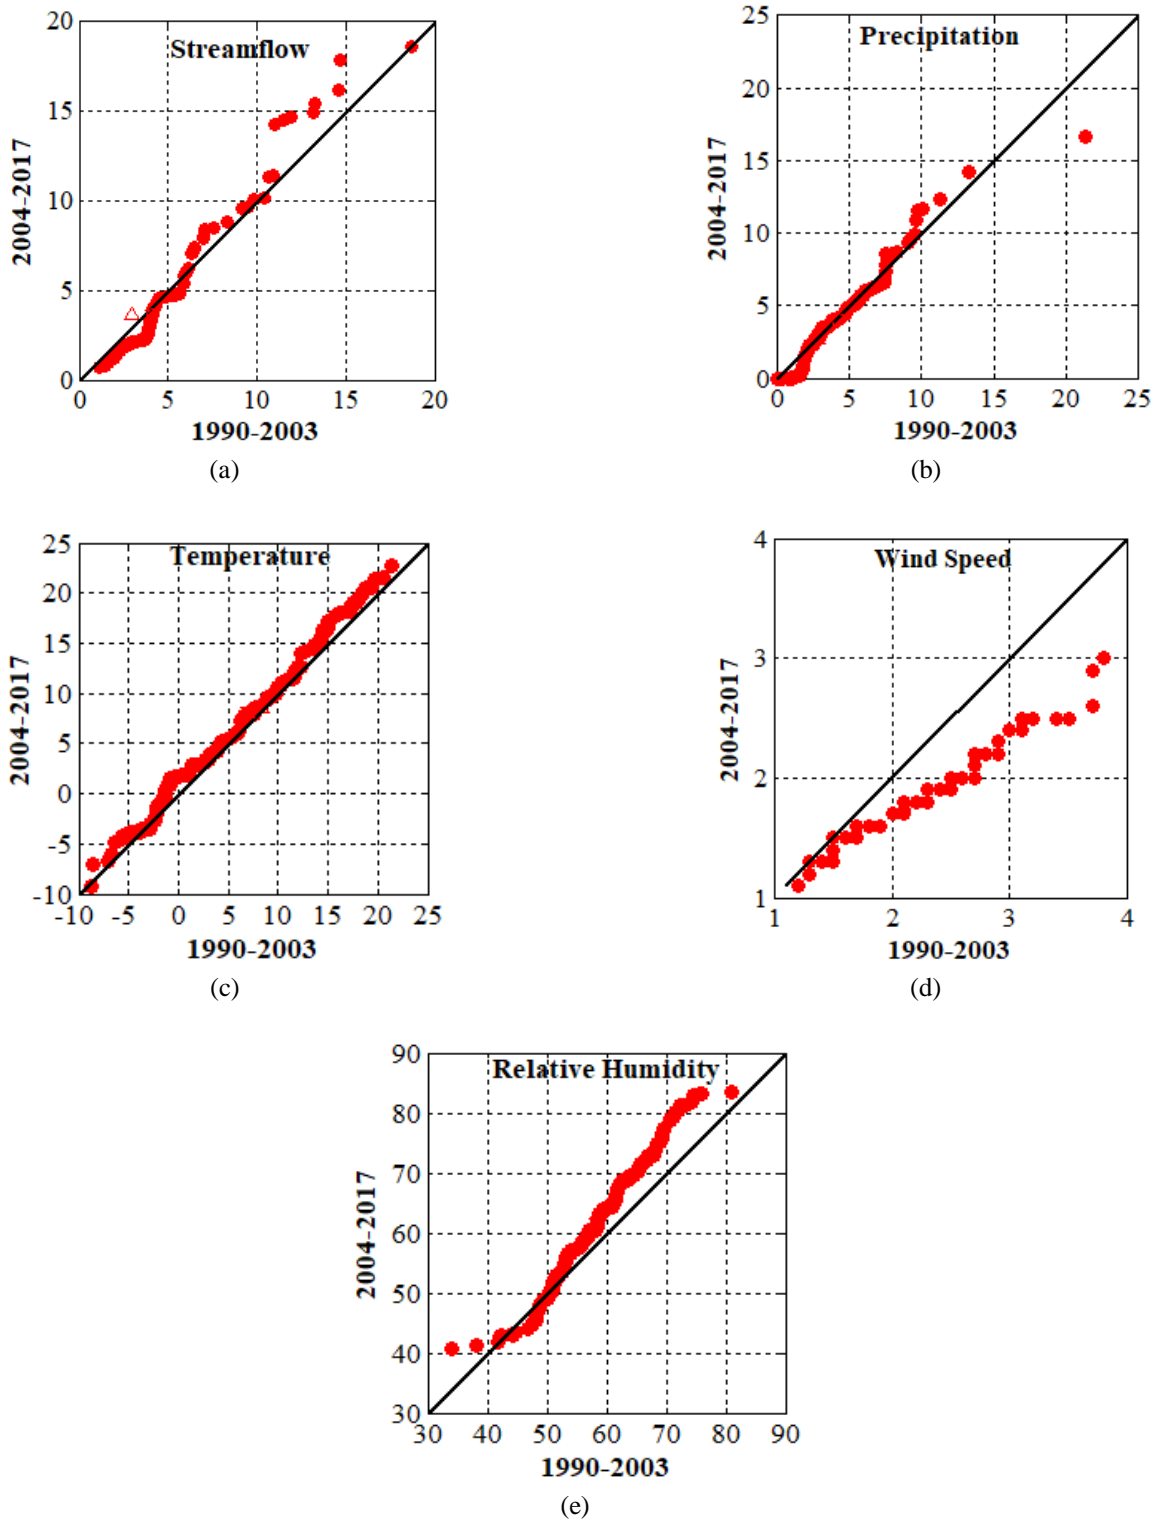 Streamflow
20
15
10
5
0
0 5 10 15 20
2004-2017
1990-2003
(a)
Precipitation
25
20
15
10
5
0
0 5 10 15 20 25
2004-2017
1990-2003
(b)
Temperature
25
20
15
10
5
0
-5
-10
-10 -5 0 5 10 15 20 25
2004-2017
1990-2003
(c)
Wind Speed
4
3
2
1
1 2 3 4
2004-2017
1990-2003
(d)
Relative Humidity
90
80
70
60
50
40
30
30 40 50 60 70 80 90
2004-2017
1990-2003
(e)